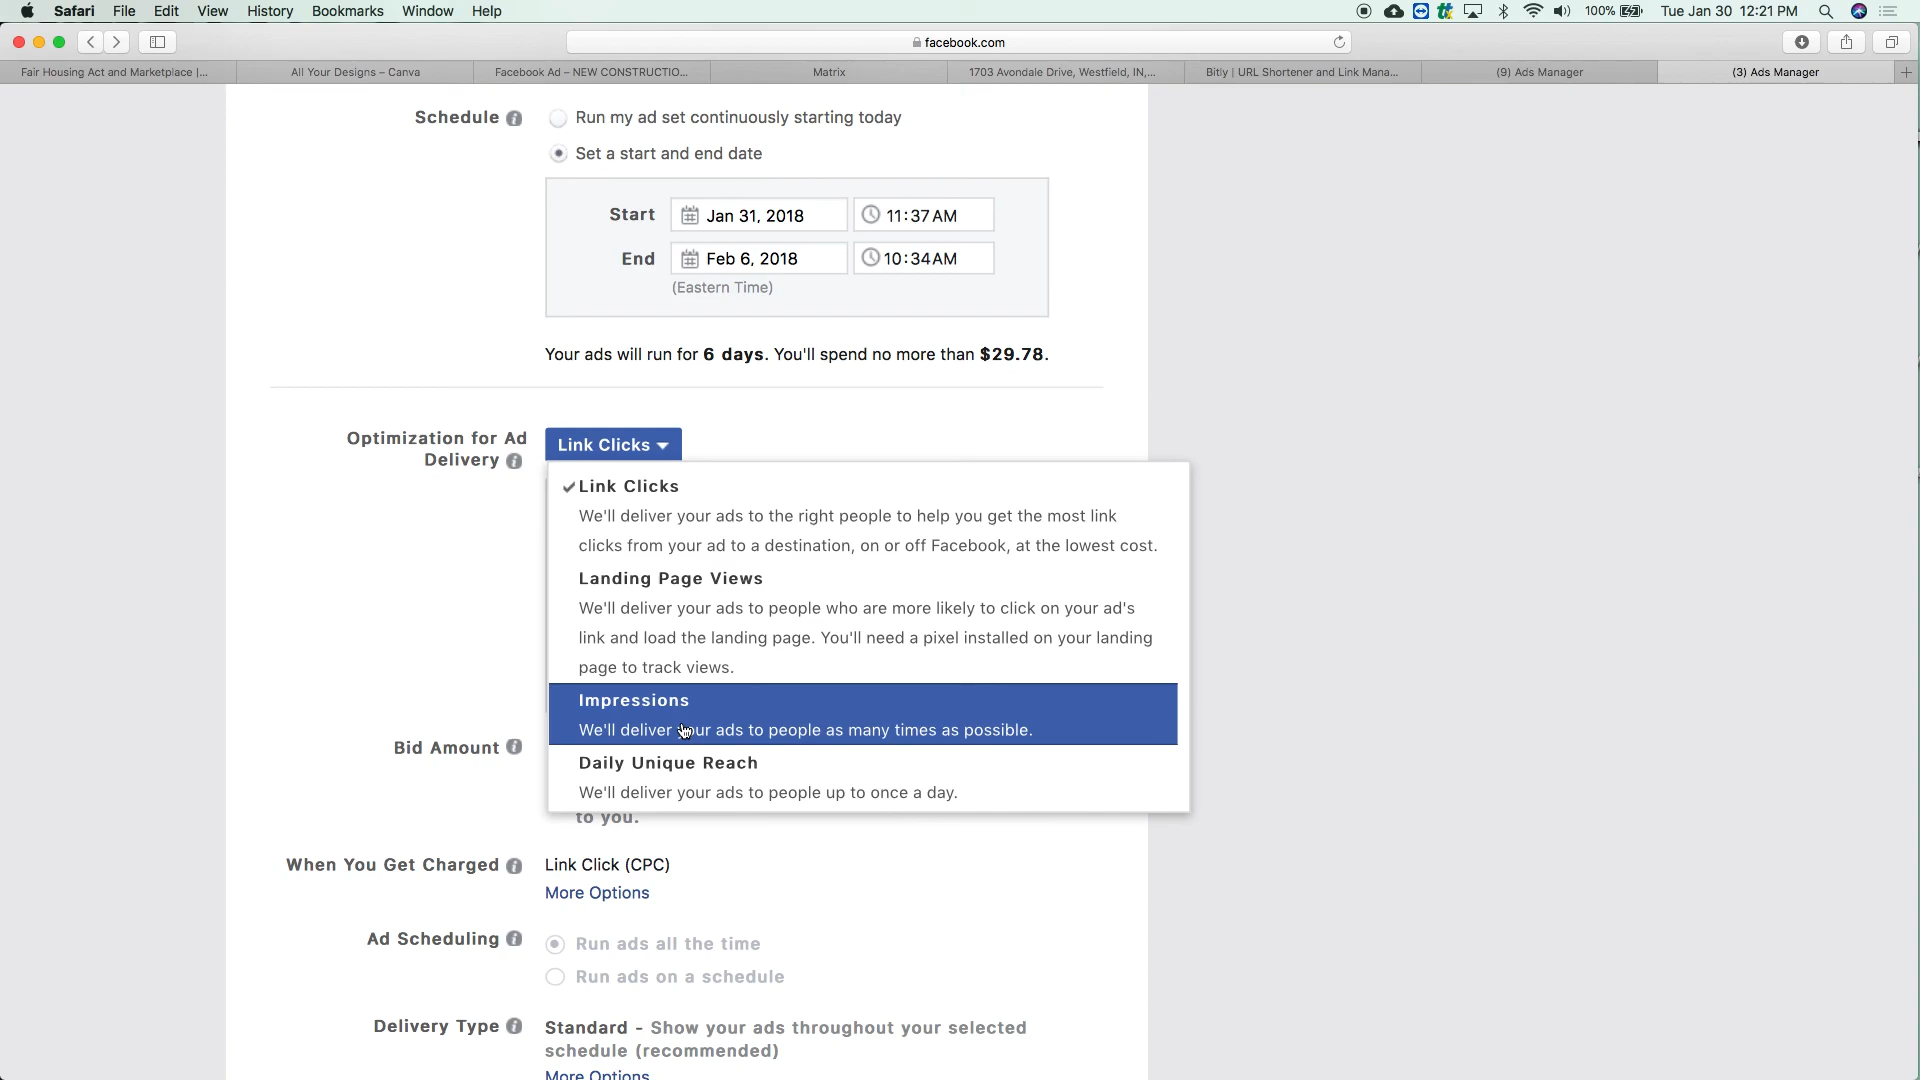 Safari File Edit View History Bookmarks Window Help 100% Tue Jan 30 12:21 PM
facebook.com
Fair Housing Act and Marketplace |... All Your Designs – Canva Facebook Ad – NEW CONSTRUCTIO... Matrix 1703 Avondale Drive, Westfield, IN,... Bitly | URL Shortener and Link Mana... (9) Ads Manager (3) Ads Manager
Schedule Run my ad set continuously starting today
Set a start and end date
Start Jan 31, 2018 11:37AM
End Feb 6, 2018 10:34AM
(Eastern Time)
Your ads will run for 6 days. You'll spend no more than $29.78.
Optimization for Ad
Delivery
Link Clicks
Link Clicks
We'll deliver your ads to the right people to help you get the most link
clicks from your ad to a destination, on or off Facebook, at the lowest cost.
Landing Page Views
We'll deliver your ads to people who are more likely to click on your ad's
link and load the landing page. You'll need a pixel installed on your landing
page to track views.
Impressions
We'll deliver your ads to people as many times as possible.
Daily Unique Reach
We'll deliver your ads to people up to once a day.
Bid Amount
to you.
When You Get Charged Link Click (CPC)
More Options
Ad Scheduling Run ads all the time
Run ads on a schedule
Delivery Type Standard - Show your ads throughout your selected
schedule (recommended)
More Options